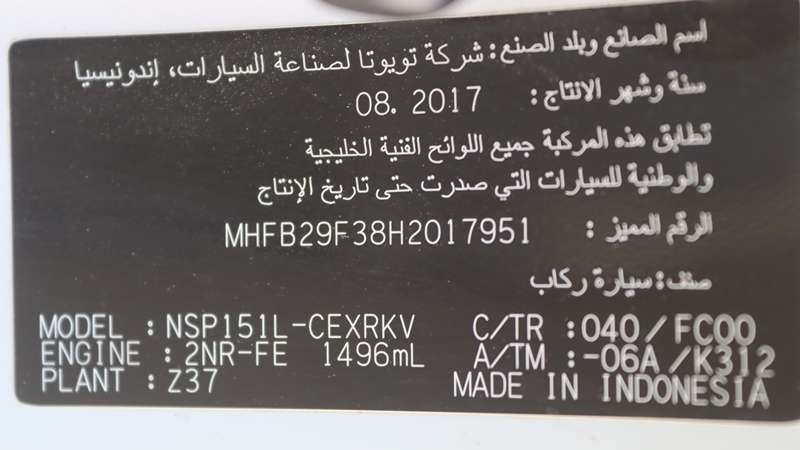 اسم الصانع وبلد الصنع: شركة تويوتا لصناعة السيارات، إندونيسيا
سنة وشهر الانتاج: 08. 2017
تطابق هذه المركبة جميع اللوائح الفنية الخليجية
والوطنية للسيارات التي صدرت حتى تاريخ الإنتاج
الرقم المميز : MHFB29F38H2017951
صنف: سيارة ركاب
MODEL : NSP151L-CEXRKV C/TR : 040/FC00
ENGINE : 2NR-FE 1496mL A/TM : -06A/K312
PLANT : Z37 MADE IN INDONESIA